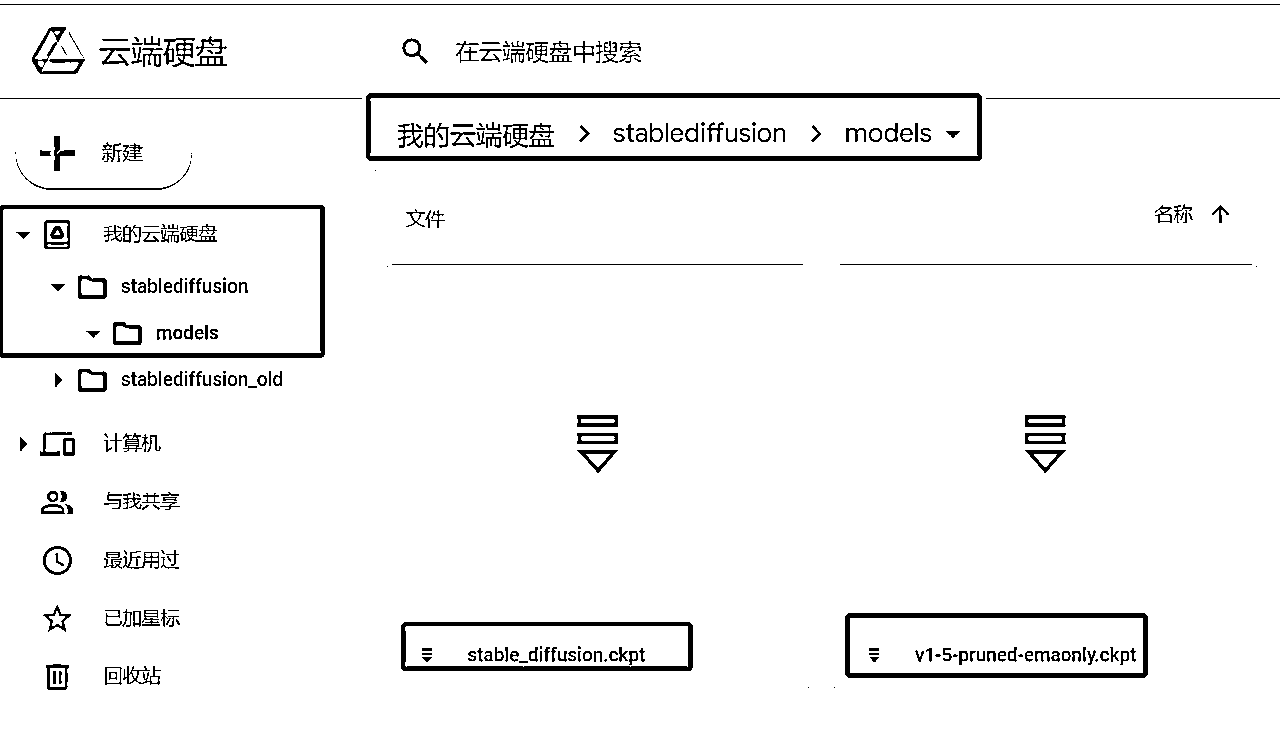 云端硬盘
在云端硬盘中搜索
我的云端硬盘 > stablediffusion > models
新建
文件
名称
我的云端硬盘
stablediffusion
models
stablediffusion_old
计算机
与我共享
最近用过
已加星标
回收站
stable_diffusion.ckpt
v1-5-pruned-emaonly.ckpt